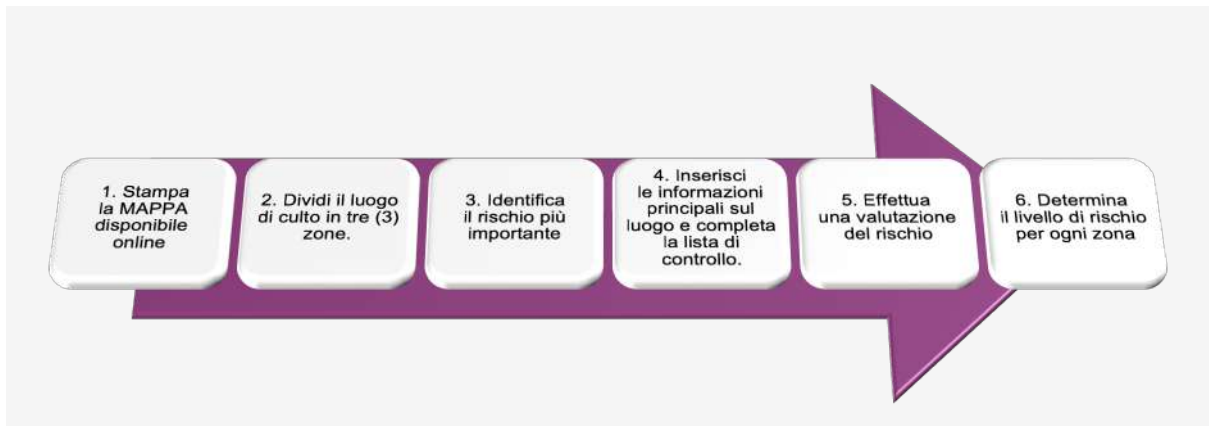 1. Stampa
la MAPPA
disponibile
online
2. Dividi il luogo
di culto in tre (3)
zone.
3. Identifica
il rischio più
importante
4. Inserisci
le informazioni
principali sul
luogo e completa
la lista di
controllo.
5. Effettua
una valutazione
del rischio
6. Determina
il livello di rischio
per ogni zona